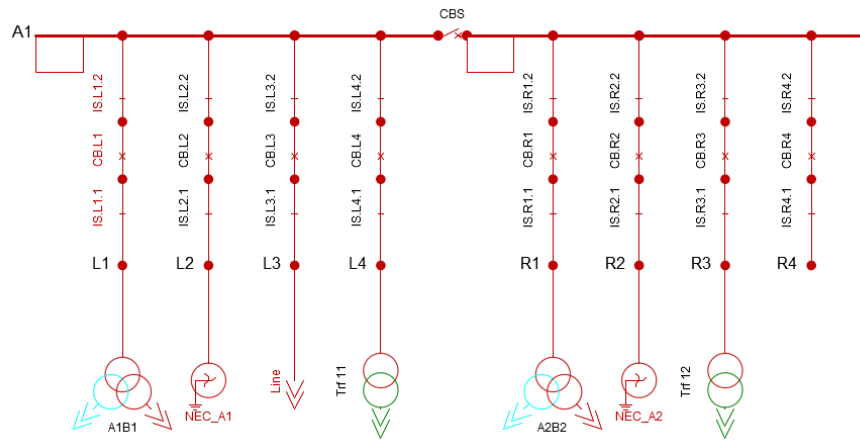 CBS
A1
IS.L1.2
IS.L2.2
IS.L3.2
IS.L4.2
IS.R1.2
IS.R2.2
IS.R3.2
IS.R4.2
CB.L1
CB.L2
CB.L3
CB.L4
CB.R1
CB.R2
CB.R3
CB.R4
IS.L1.1
IS.L2.1
IS.L3.1
IS.L4.1
IS.R1.1
IS.R2.1
IS.R3.1
IS.R4.1
L1
L2
L3
L4
R1
R2
R3
R4
Line
Trf 11
Trf 12
A1B1
NEC_A1
A2B2
NEC_A2